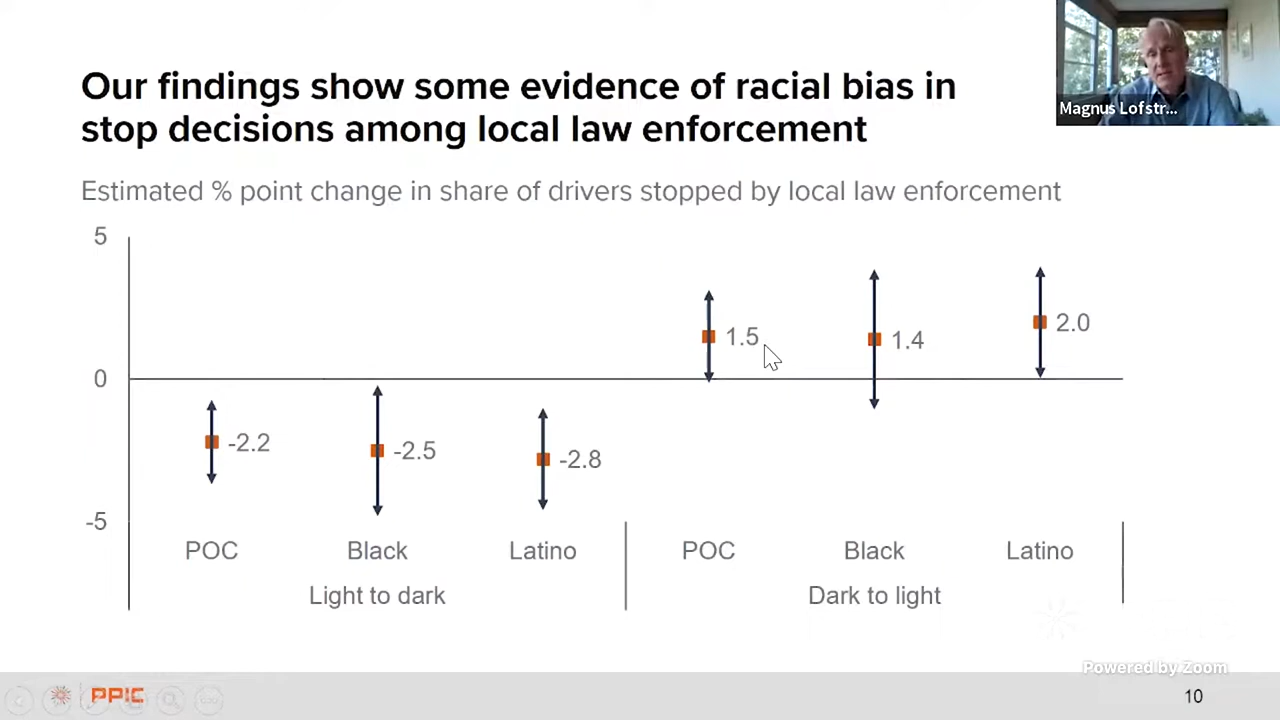 Our findings show some evidence of racial bias in
stop decisions among local law enforcement
Magnus Lofstr...
Estimated % point change in share of drivers stopped by local law enforcement
5
0
-5
-2.2
-2.5
-2.8
1.5
1.4
2.0
POC
Black
Latino
POC
Black
Latino
Light to dark
Dark to light
Powered by Zoom
PPIC
10